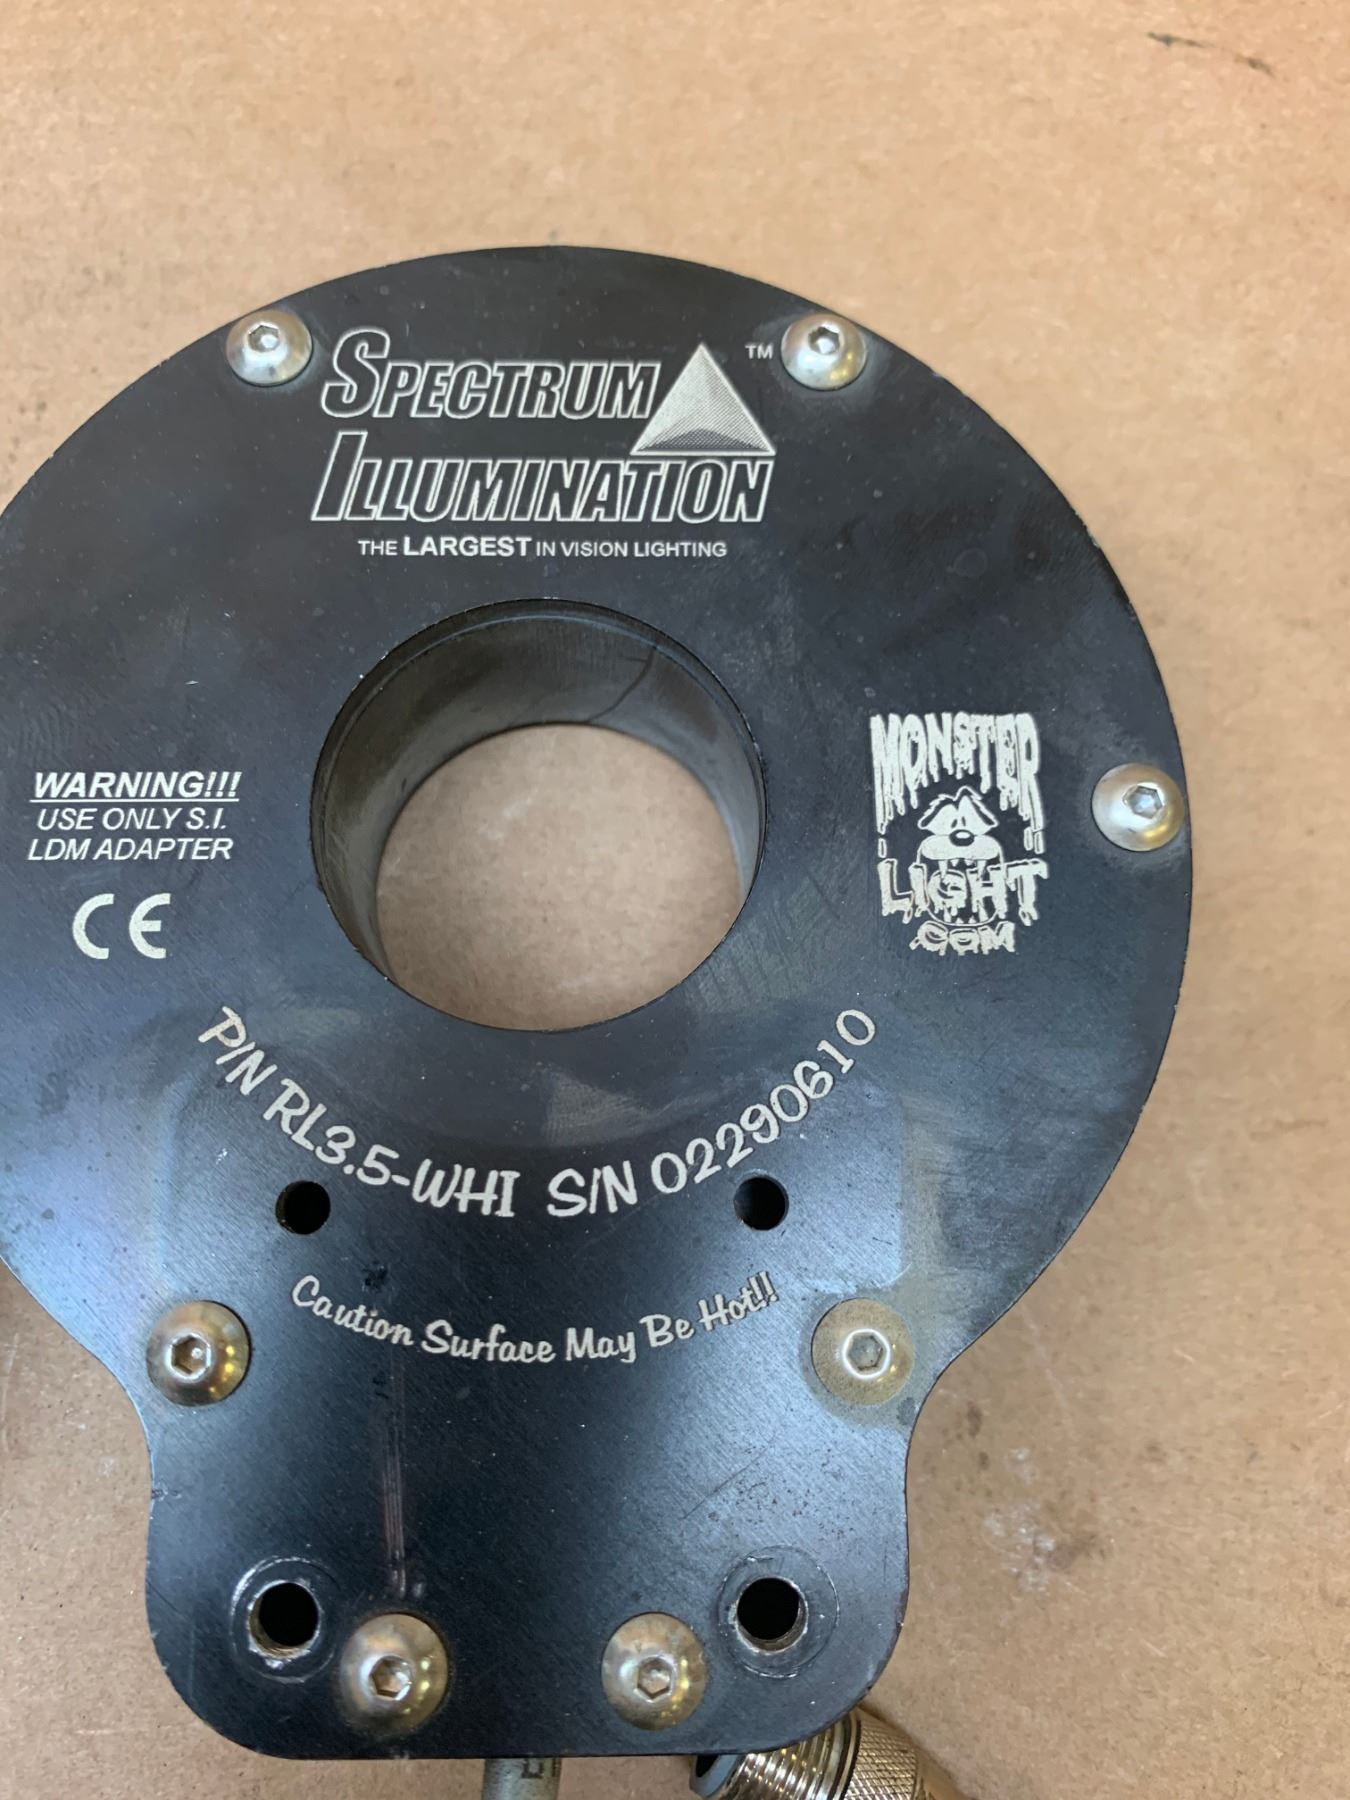 SPECTRUM ™
ILLUMINATION
THE LARGEST IN VISION LIGHTING
WARNING!!!
USE ONLY S.I.
LDM ADAPTER
CE
MONSTER
LIGHT
.COM
P/N RL3.5-WHI S/N 02290610
Caution Surface May Be Hot!!